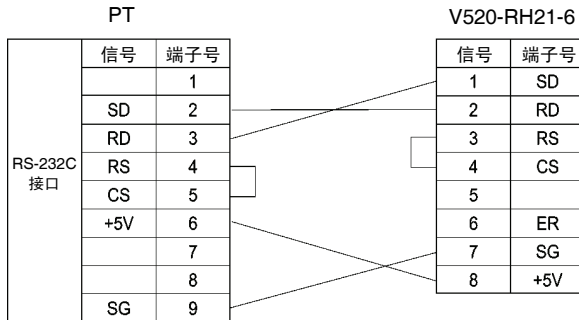 PT
V520-RH21-6
信号 端子号
信号 端子号
1
1 SD
SD 2
2 RD
RD 3
3 RS
RS-232C
接口
RS 4
4 CS
CS 5
5
+5V 6
6 ER
7
7 SG
8
8 +5V
SG 9